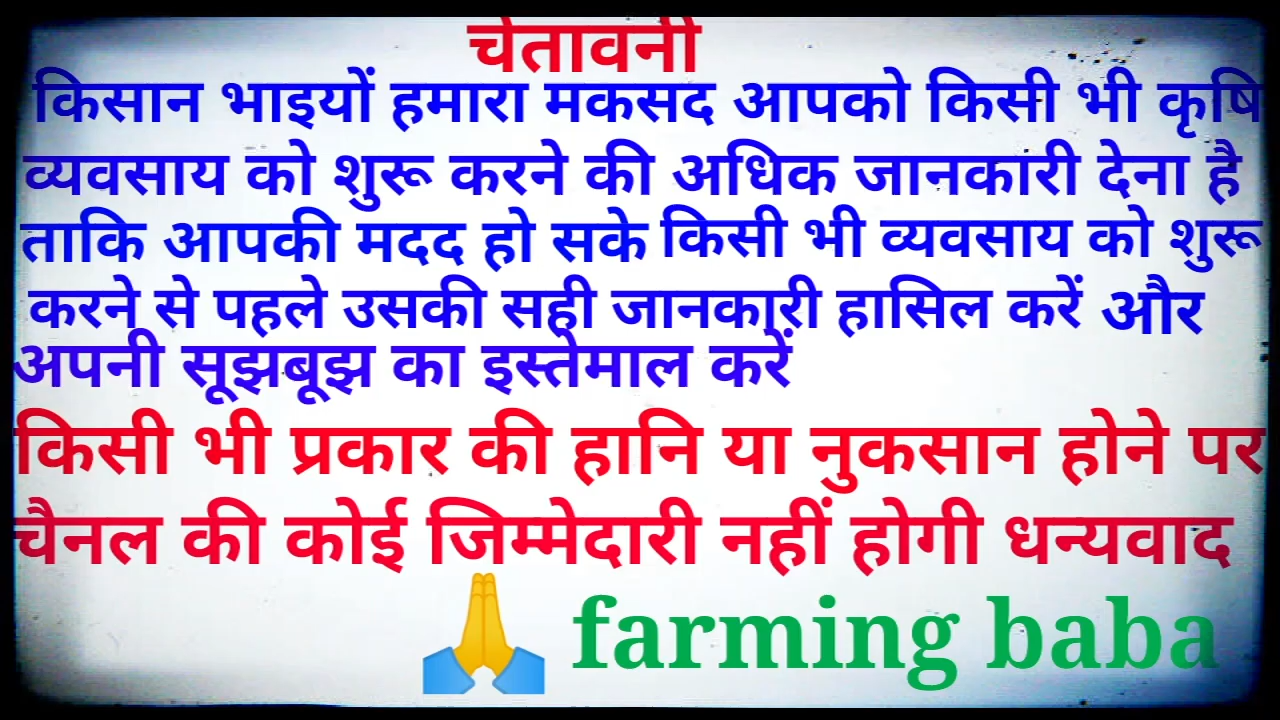 चेतावनी
किसान भाइयों हमारा मकसद आपको किसी भी कृषि
व्यवसाय को शुरू करने की अधिक जानकारी देना है
ताकि आपकी मदद हो सके किसी भी व्यवसाय को शुरू
करने से पहले उसकी सही जानकारी हासिल करें और
अपनी सूझबूझ का इस्तेमाल करें
किसी भी प्रकार की हानि या नुकसान होने पर
चैनल की कोई जिम्मेदारी नहीं होगी धन्यवाद
🙏 farming baba